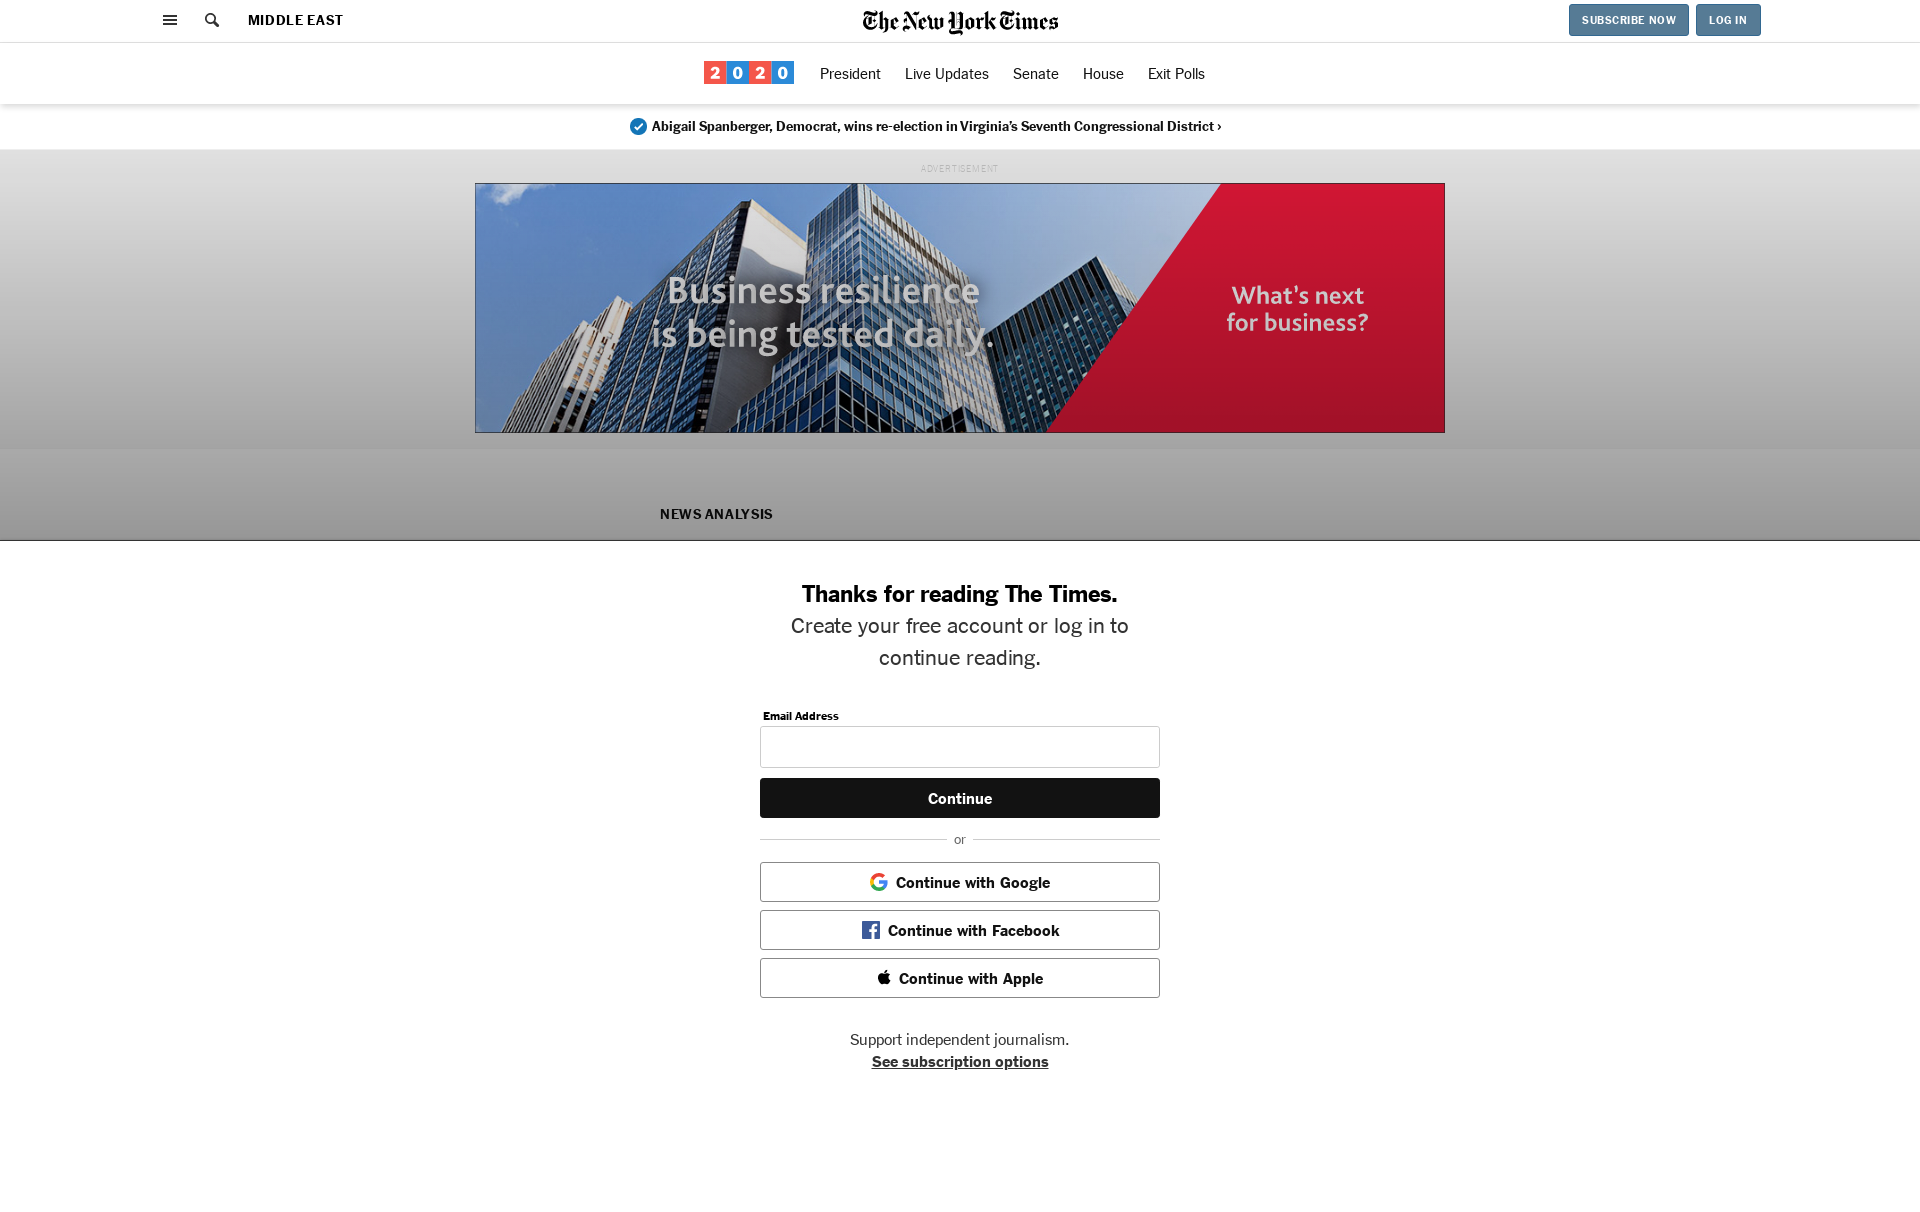 MIDDLE EAST
The New York Times
SUBSCRIBE NOW
LOG IN
2020
President
Live Updates
Senate
House
Exit Polls
Abigail Spanberger, Democrat, wins re-election in Virginia’s Seventh Congressional District ›
ADVERTISEMENT
Business resilience
is being tested daily.
What’s next
for business?
NEWS ANALYSIS
Thanks for reading The Times.
Create your free account or log in to
continue reading.
Email Address
Continue
or
Continue with Google
Continue with Facebook
Continue with Apple
Support independent journalism.
See subscription options